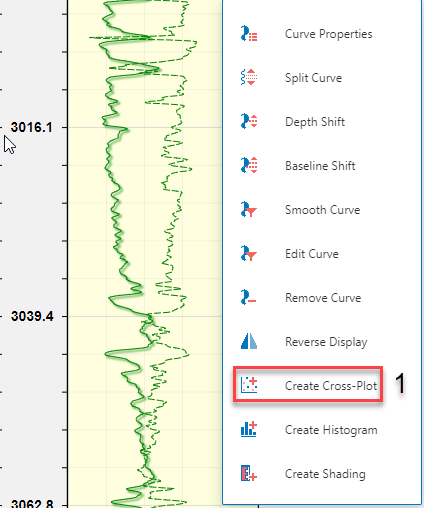 Curve Properties
Split Curve
Depth Shift
3016.1
Baseline Shift
Smooth Curve
Edit Curve
Remove Curve
3039.4
Reverse Display
Create Cross-Plot 1
Create Histogram
Create Shading
3062.8